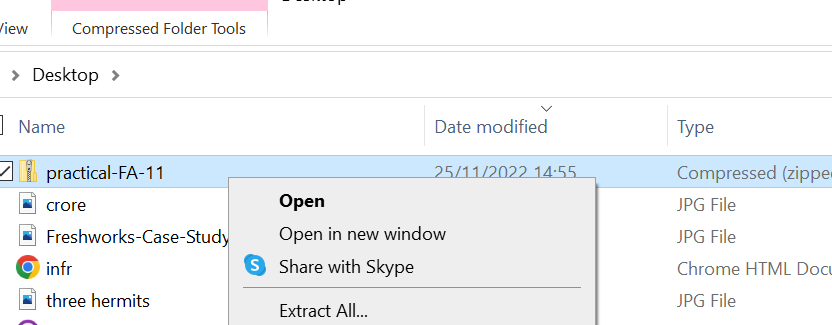 View
Compressed Folder Tools
Desktop
Name
Date modified
Type
practical-FA-11
25/11/2022 14:55
Compressed (zippe
crore
JPG File
Freshworks-Case-Study
JPG File
infr
Chrome HTML Docu
three hermits
JPG File
Open
Open in new window
Share with Skype
Extract All...